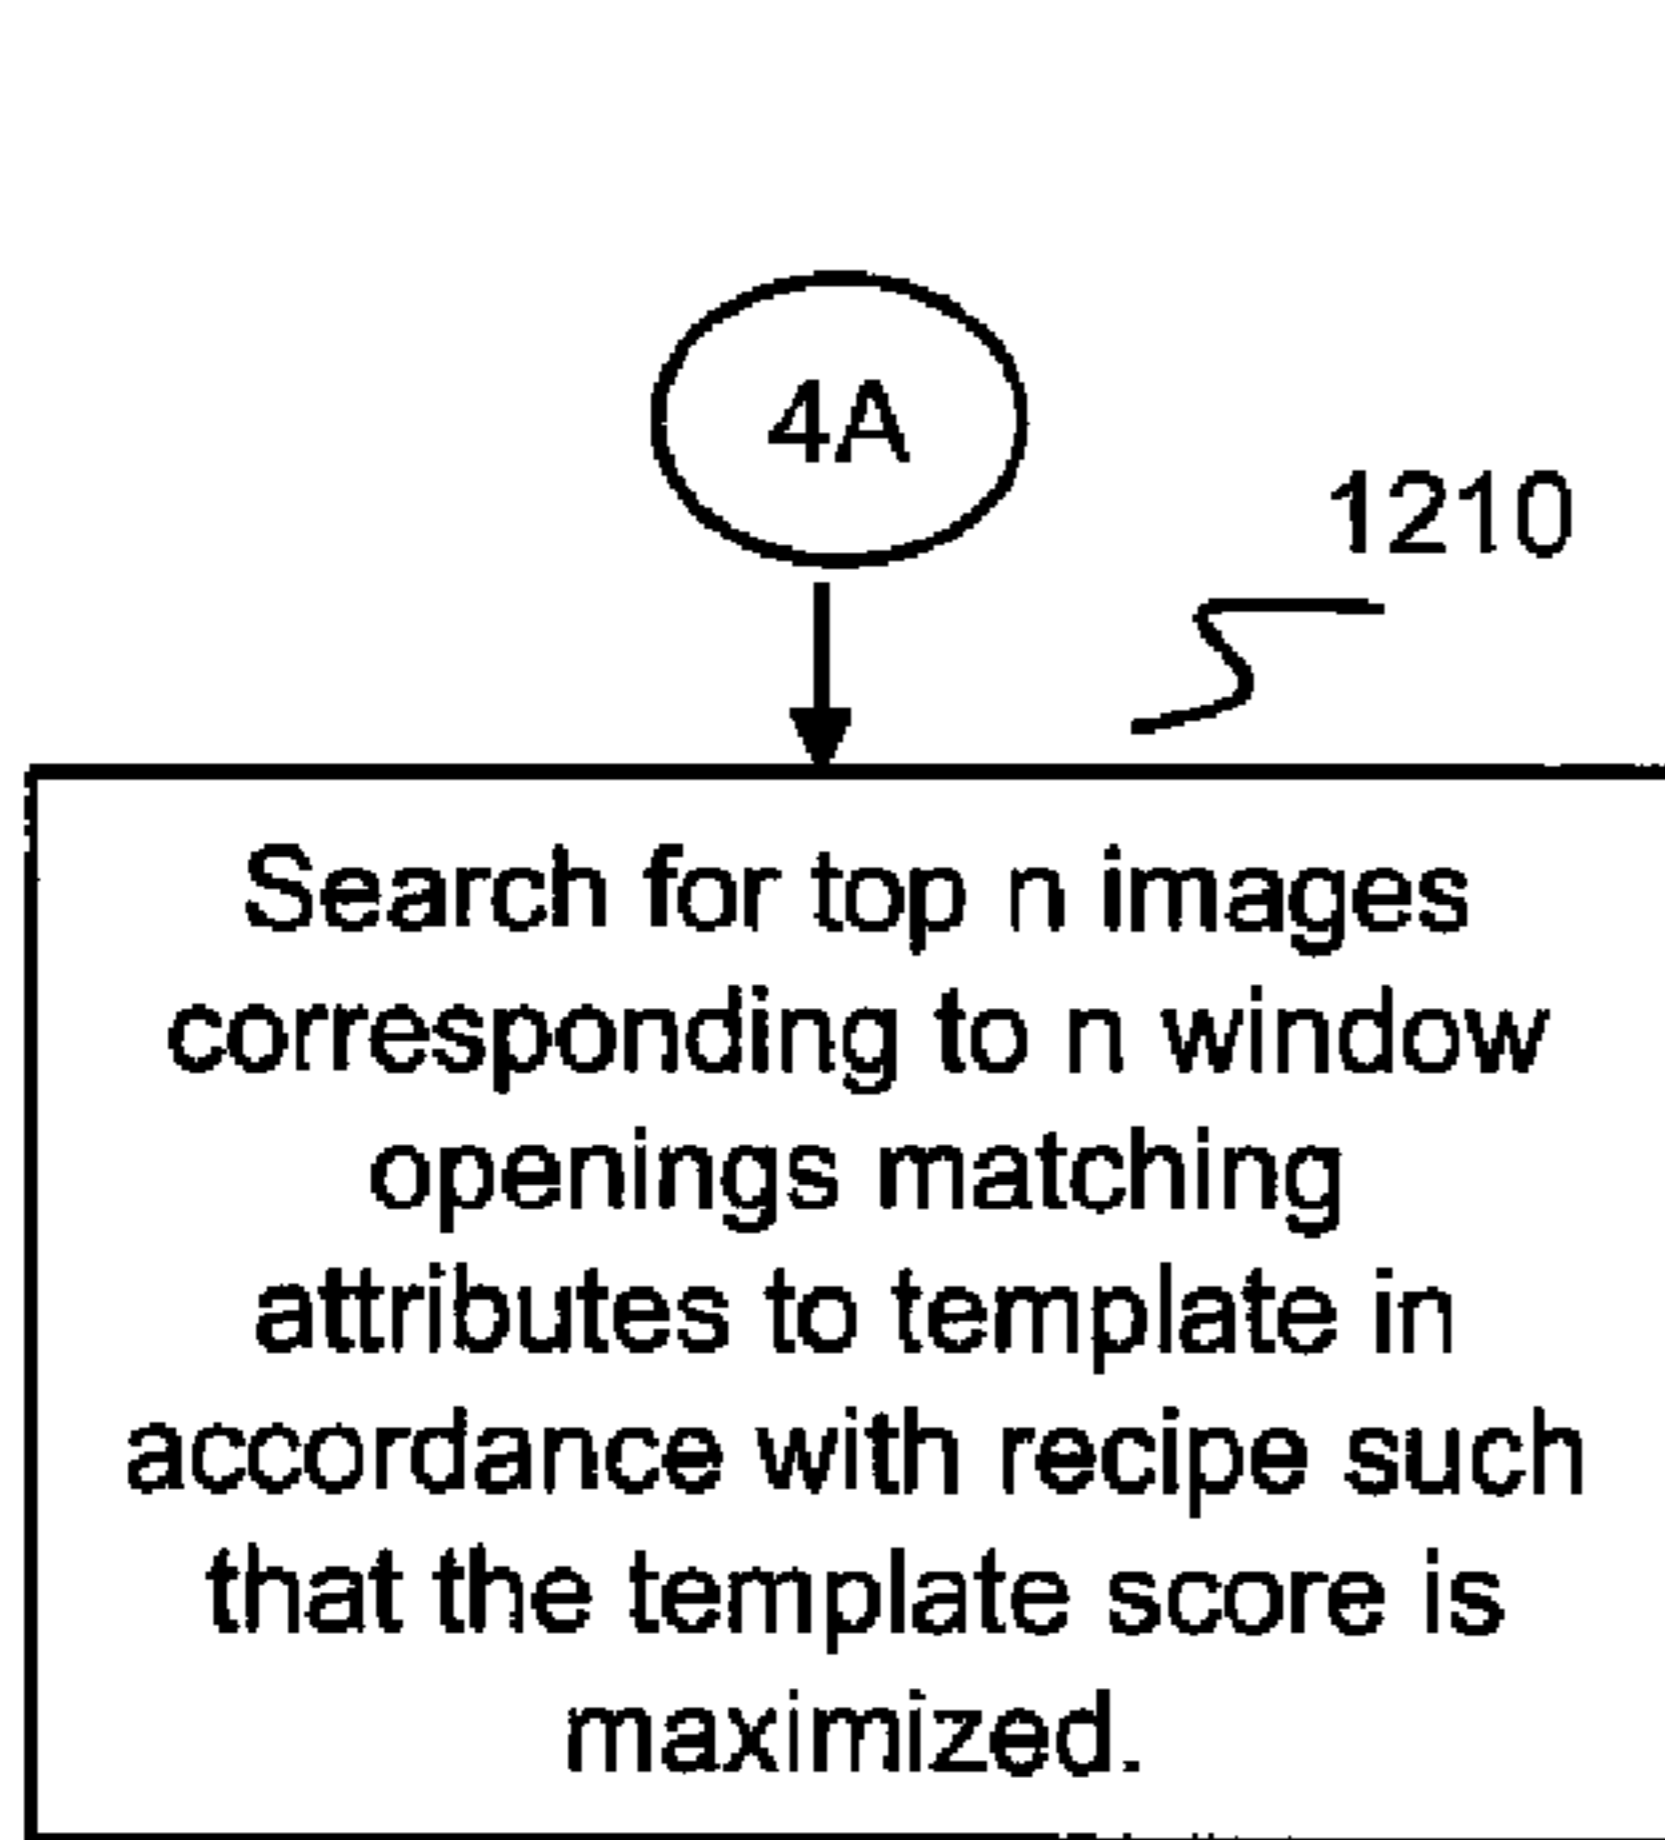 4A
1210
Search for top n images
corresponding to n window
openings matching
attributes to template in
accordance with recipe such
that the template score is
maximized.